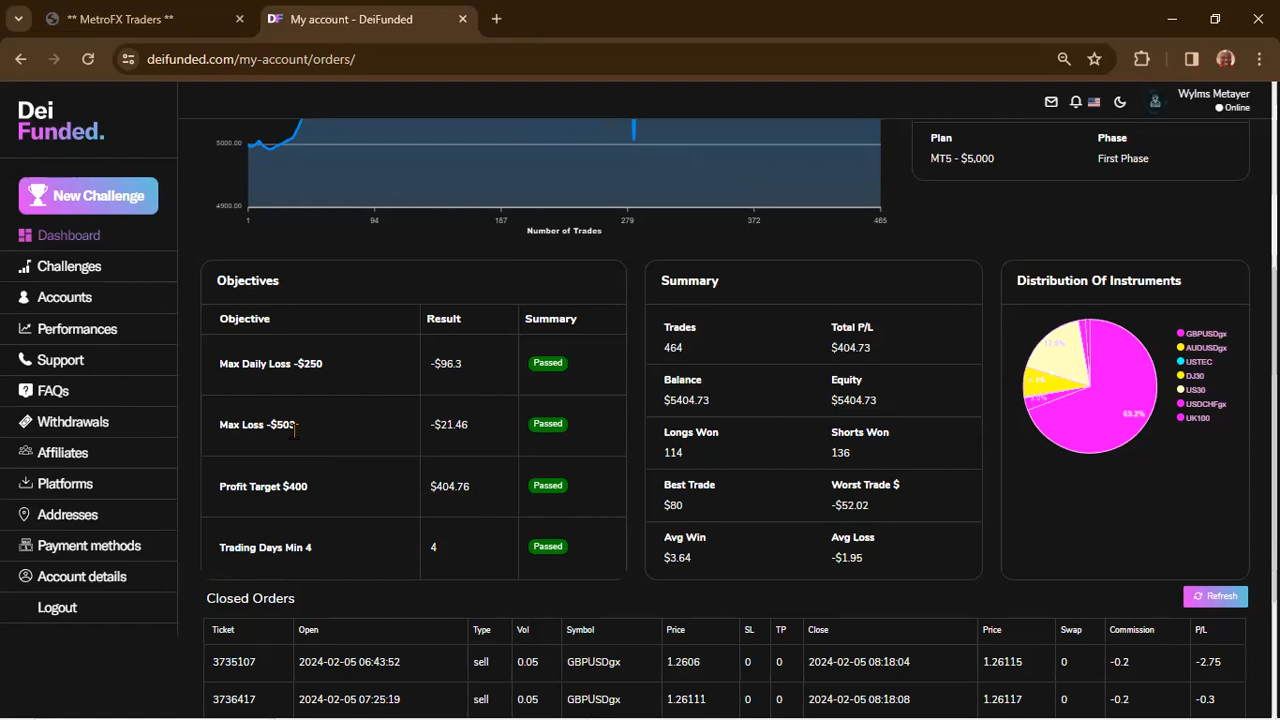 ** MetroFX Traders **
My account - DeiFunded
deifunded.com/my-account/orders/
Dei
Funded.
Wylms Metayer
Online
New Challenge
Dashboard
Challenges
Accounts
Performances
Support
FAQs
Withdrawals
Affiliates
Platforms
Addresses
Payment methods
Account details
Logout
5000.00
4900.00
1 94 187 279 372 465
Number of Trades
Plan Phase
MT5 - $5,000 First Phase
Objectives
Objective Result Summary
Max Daily Loss -$250 -$96.3 Passed
Max Loss -$21.46 Passed
Profit Target $400 $404.76 Passed
Trading Days Min 4 4 Passed
Summary
Trades Total P/L
464 $404.73
Balance Equity
$5404.73 $5404.73
Longs Won Shorts Won
114 136
Best Trade Worst Trade $
$80 -$52.02
Avg Win Avg Loss
$3.64 -$1.95
Distribution Of Instruments
63.2%
GBPUSDgx
AUDUSDgx
USTEC
DJ30
US30
USDCHFgx
UK100
Closed Orders
Refresh
Ticket Open Type Vol Symbol Price SL TP Close Price Swap Commission P/L
3735107 2024-02-05 06:43:52 sell 0.05 GBPUSDgx 1.2606 0 0 2024-02-05 08:18:04 1.26115 0 -0.2 -2.75
3736417 2024-02-05 07:25:19 sell 0.05 GBPUSDgx 1.26111 0 0 2024-02-05 08:18:08 1.26117 0 -0.2 -0.3